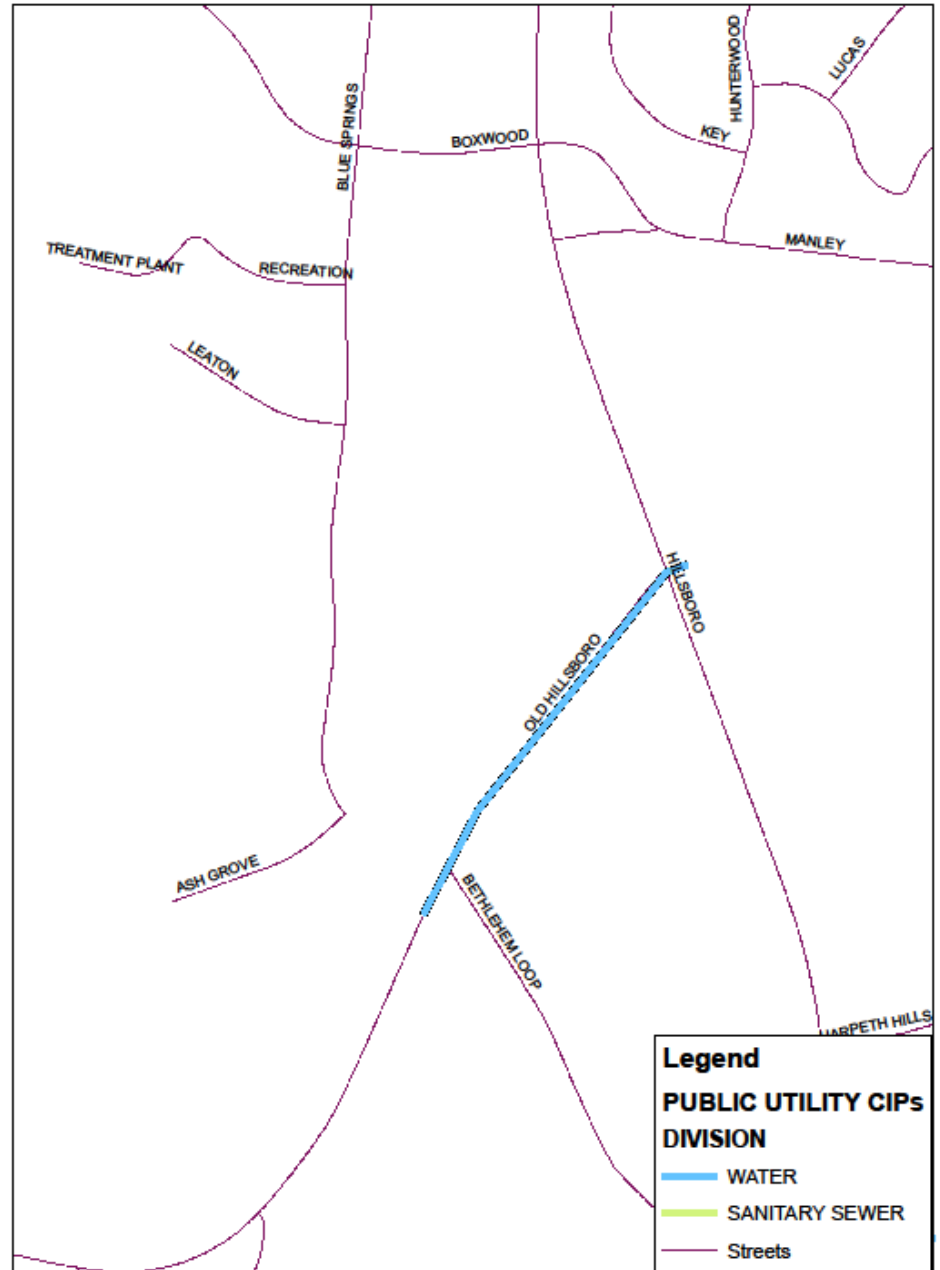 HUNTERWOOD
LUCAS
BLUE SPRINGS
BOXWOOD
KEY
MANLEY
TREATMENT PLANT
RECREATION
LEATON
HILLSBORO
OLD HILLSBORO
ASH GROVE
BETHLEHEM LOOP
HARPETH HILLS
Legend
PUBLIC UTILITY CIPs
DIVISION
WATER
SANITARY SEWER
Streets